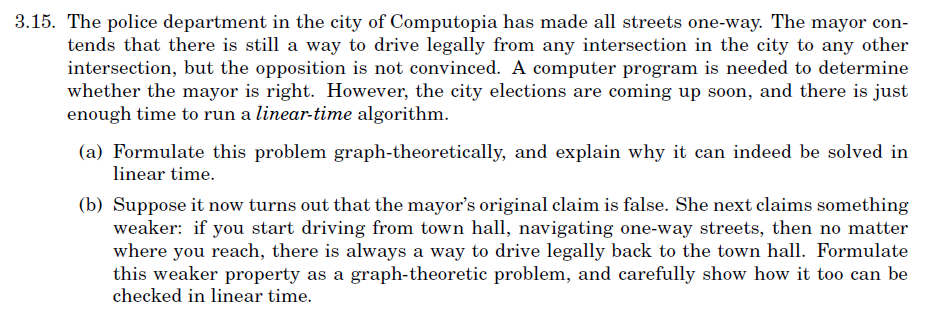 3.15. The police department in the city of Computopia has made all streets one-way. The mayor con-
tends that there is still a way to drive legally from any intersection in the city to any other
intersection, but the opposition is not convinced. A computer program is needed to determine
whether the mayor is right. However, the city elections are coming up soon, and there is just
enough time to run a linear-time algorithm.
(a) Formulate this problem graph-theoretically, and explain why it can indeed be solved in
linear time.
(b) Suppose it now turns out that the mayor's original claim is false. She next claims something
weaker: if you start driving from town hall, navigating one-way streets, then no matter
where you reach, there is always a way to drive legally back to the town hall. Formulate
this weaker property as a graph-theoretic problem, and carefully show how it too can be
checked in linear time.